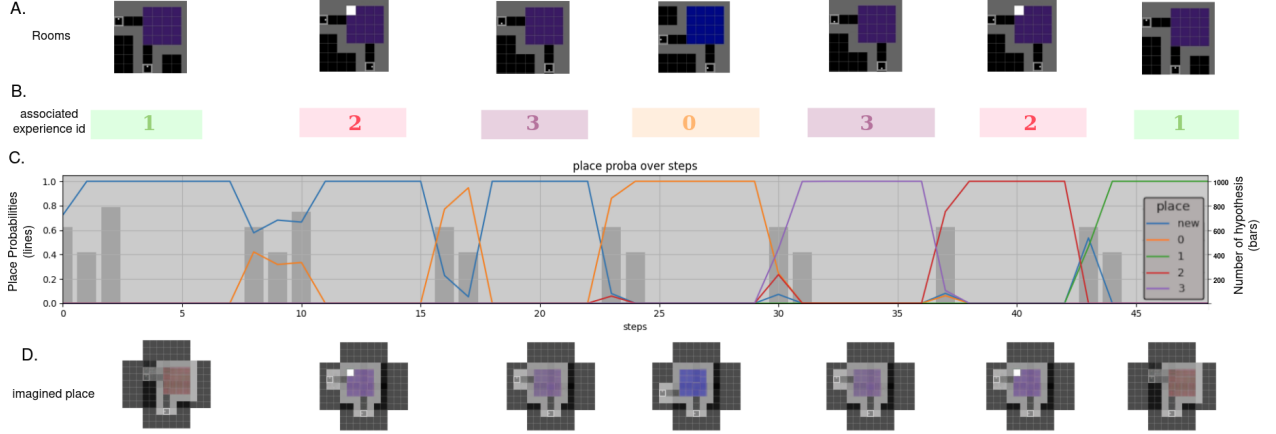 A.
Rooms
B.
associated
experience id
1 2 3 0 3 2 1
C.
place proba over steps
Place Probabilities
(lines)
1.0
0.8
0.6
0.4
0.2
0.0
1000
800
600
400
200
Number of hypothesis
(bars)
place
new
0
1
2
3
0 5 10 15 20 25 30 35 40 45
steps
D.
imagined place